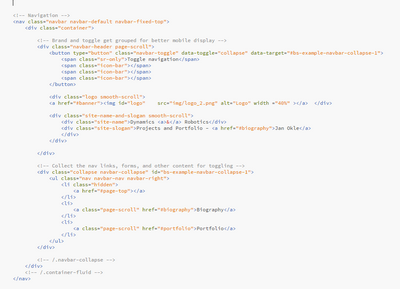 <!-- Navigation -->
<nav class="navbar navbar-default navbar-fixed-top">
<div class="container">
<!-- Brand and toggle get grouped for better mobile display -->
<div class="navbar-header page-scroll">
<button type="button" class="navbar-toggle" data-toggle="collapse" data-target="#bs-example-navbar-collapse-1">
<span class="sr-only">Toggle navigation</span>
<span class="icon-bar"></span>
<span class="icon-bar"></span>
<span class="icon-bar"></span>
</button>
<div class="logo smooth-scroll">
<a href="#banner"><img id="logo" src="img/logo_1.png" alt="Logo" width ="40%" ></a> </div>
<div class="site-name-and-slogan smooth-scroll">
<div class="site-name">Dynamics <a>&</a> Robotics</div>
<div class="site-slogan">Projects and Portfolio - <a href="#biography">Jan Okle</a>
</div>
</div>
</div>
<!-- Collect the nav links, forms, and other content for toggling -->
<div class="collapse navbar-collapse" id="bs-example-navbar-collapse-1">
<ul class="nav navbar-nav navbar-right">
<li class="hidden">
<a href="#page-top"></a>
</li>
<li>
<a class="page-scroll" href="#biography">Biography</a>
</li>
<li>
<a class="page-scroll" href="#portfolio">Portfolio</a>
</li>
</ul>
</div>
<!-- /.navbar-collapse -->
</div>
<!-- /.container-fluid -->
</nav>